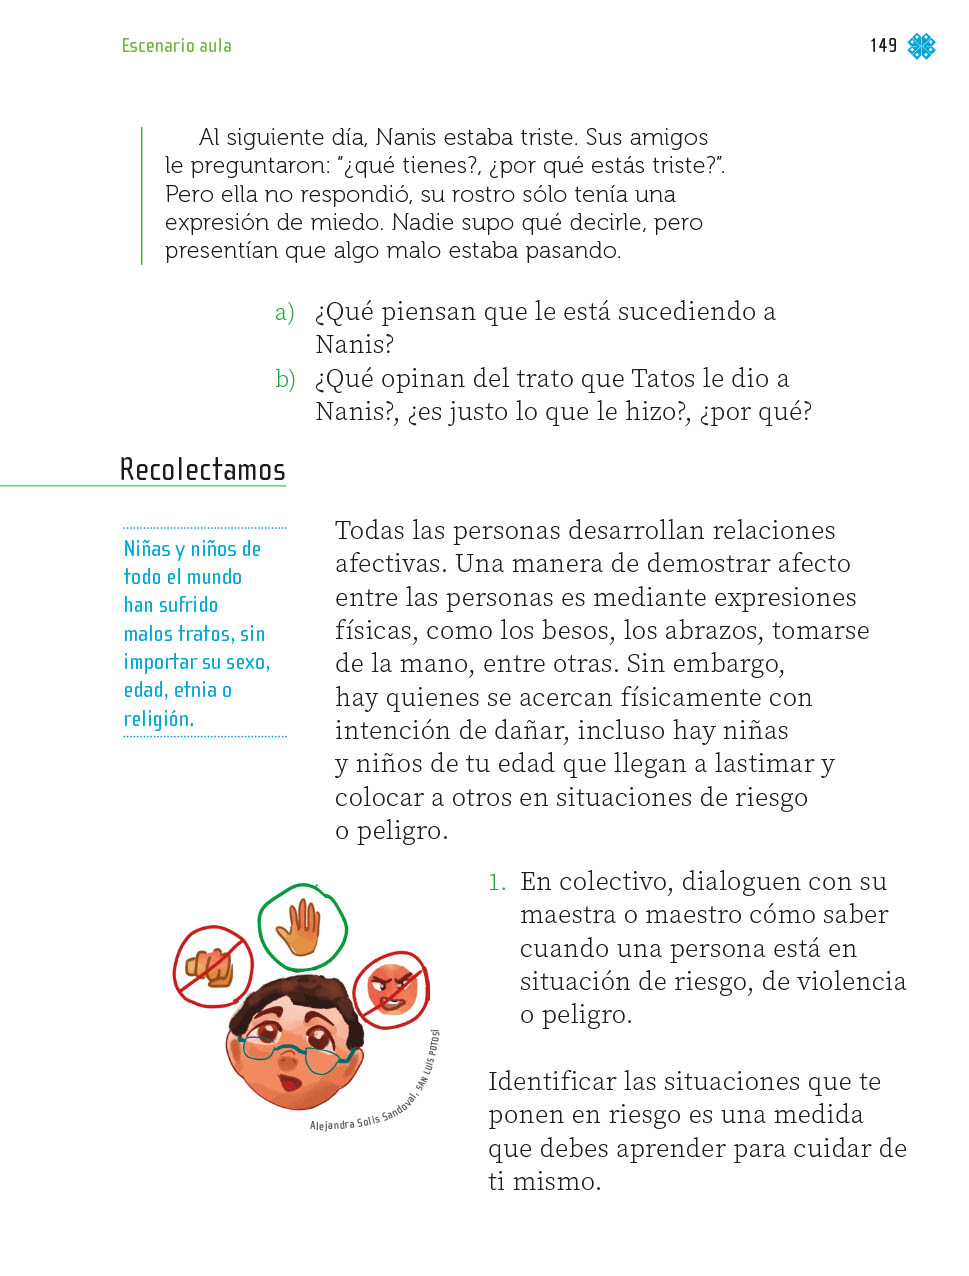 Escenario aula
149
Al siguiente día, Nanis estaba triste. Sus amigos
le preguntaron: “¿qué tienes?, ¿por qué estás triste?”.
Pero ella no respondió, su rostro sólo tenía una
expresión de miedo. Nadie supo qué decirle, pero
presentían que algo malo estaba pasando.
a) ¿Qué piensan que le está sucediendo a
Nanis?
b) ¿Qué opinan del trato que Tatos le dio a
Nanis?, ¿es justo lo que le hizo?, ¿por qué?
Recolectamos
Niñas y niños de
todo el mundo
han sufrido
malos tratos, sin
importar su sexo,
edad, etnia o
religión.
Todas las personas desarrollan relaciones
afectivas. Una manera de demostrar afecto
entre las personas es mediante expresiones
físicas, como los besos, los abrazos, tomarse
de la mano, entre otras. Sin embargo,
hay quienes se acercan físicamente con
intención de dañar, incluso hay niñas
y niños de tu edad que llegan a lastimar y
colocar a otros en situaciones de riesgo
o peligro.
1. En colectivo, dialoguen con su
maestra o maestro cómo saber
cuando una persona está en
situación de riesgo, de violencia
o peligro.
Identificar las situaciones que te
ponen en riesgo es una medida
que debes aprender para cuidar de
ti mismo.
Alejandra Solis Sandoval, SAN LUIS POTOSÍ